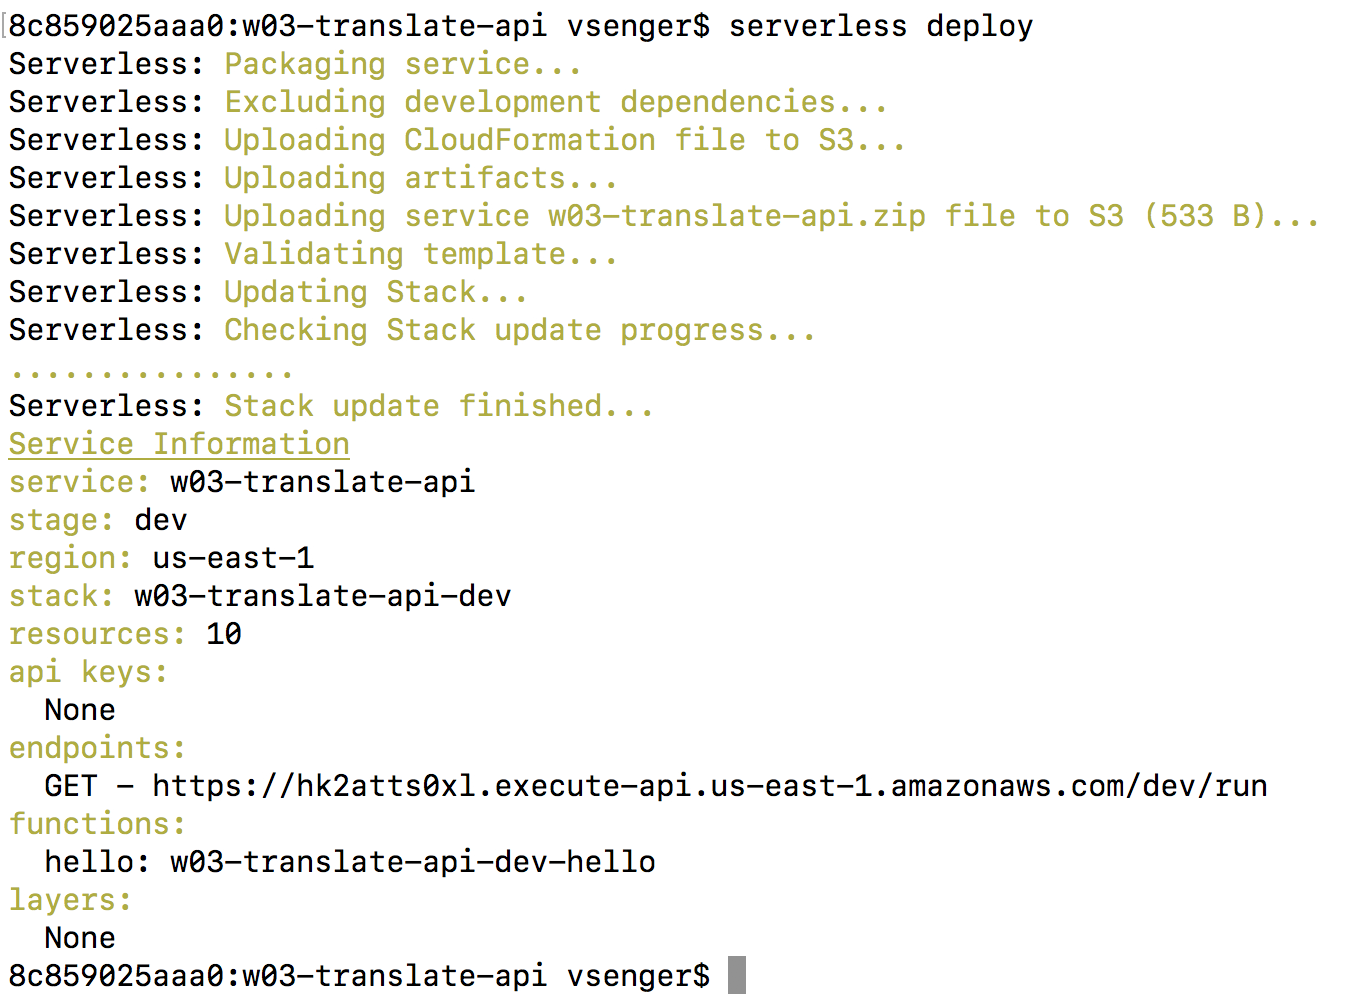 8c859025aaa0:w03-translate-api vsenger$ serverless deploy
Serverless: Packaging service...
Serverless: Excluding development dependencies...
Serverless: Uploading CloudFormation file to S3...
Serverless: Uploading artifacts...
Serverless: Uploading service w03-translate-api.zip file to S3 (533 B)...
Serverless: Validating template...
Serverless: Updating Stack...
Serverless: Checking Stack update progress...
................
Serverless: Stack update finished...
Service Information
service: w03-translate-api
stage: dev
region: us-east-1
stack: w03-translate-api-dev
resources: 10
api keys:
  None
endpoints:
  GET - https://hk2atts0xl.execute-api.us-east-1.amazonaws.com/dev/run
functions:
  hello: w03-translate-api-dev-hello
layers:
  None
8c859025aaa0:w03-translate-api vsenger$